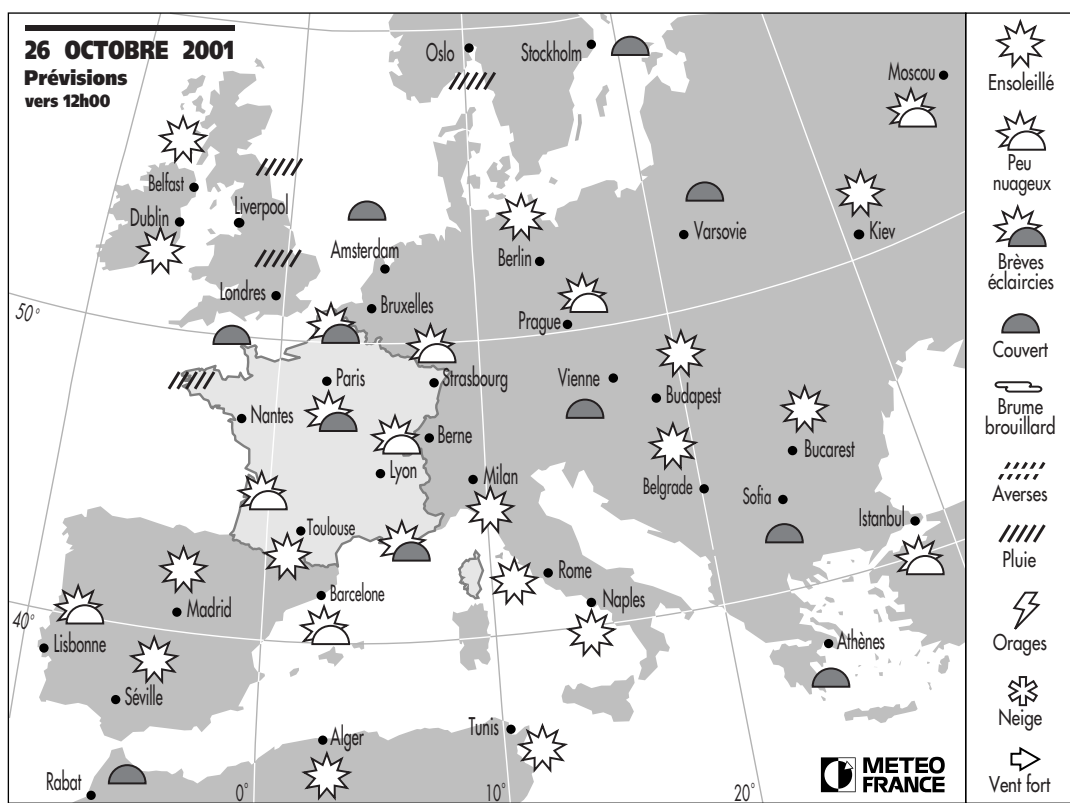 26 OCTOBRE 2001
Prévisions
vers 12h00
Oslo
Stockholm
Moscou
Belfast
Dublin
Liverpool
Amsterdam
Berlin
Varsovie
Kiev
Londres
Bruxelles
50°
Prague
Paris
Strasbourg
Vienne
Budapest
Nantes
Berne
Bucarest
Lyon
Milan
Belgrade
Sofia
Istanbul
Toulouse
Rome
Barcelone
Naples
Madrid
40°
Lisbonne
Athènes
Séville
Alger
Tunis
Rabat
0°
10°
20°
METEO
FRANCE
Ensoleillé
Peu
nuageux
Brèves
éclaircies
Couvert
Brume
brouillard
Averses
Pluie
Orages
Neige
Vent fort